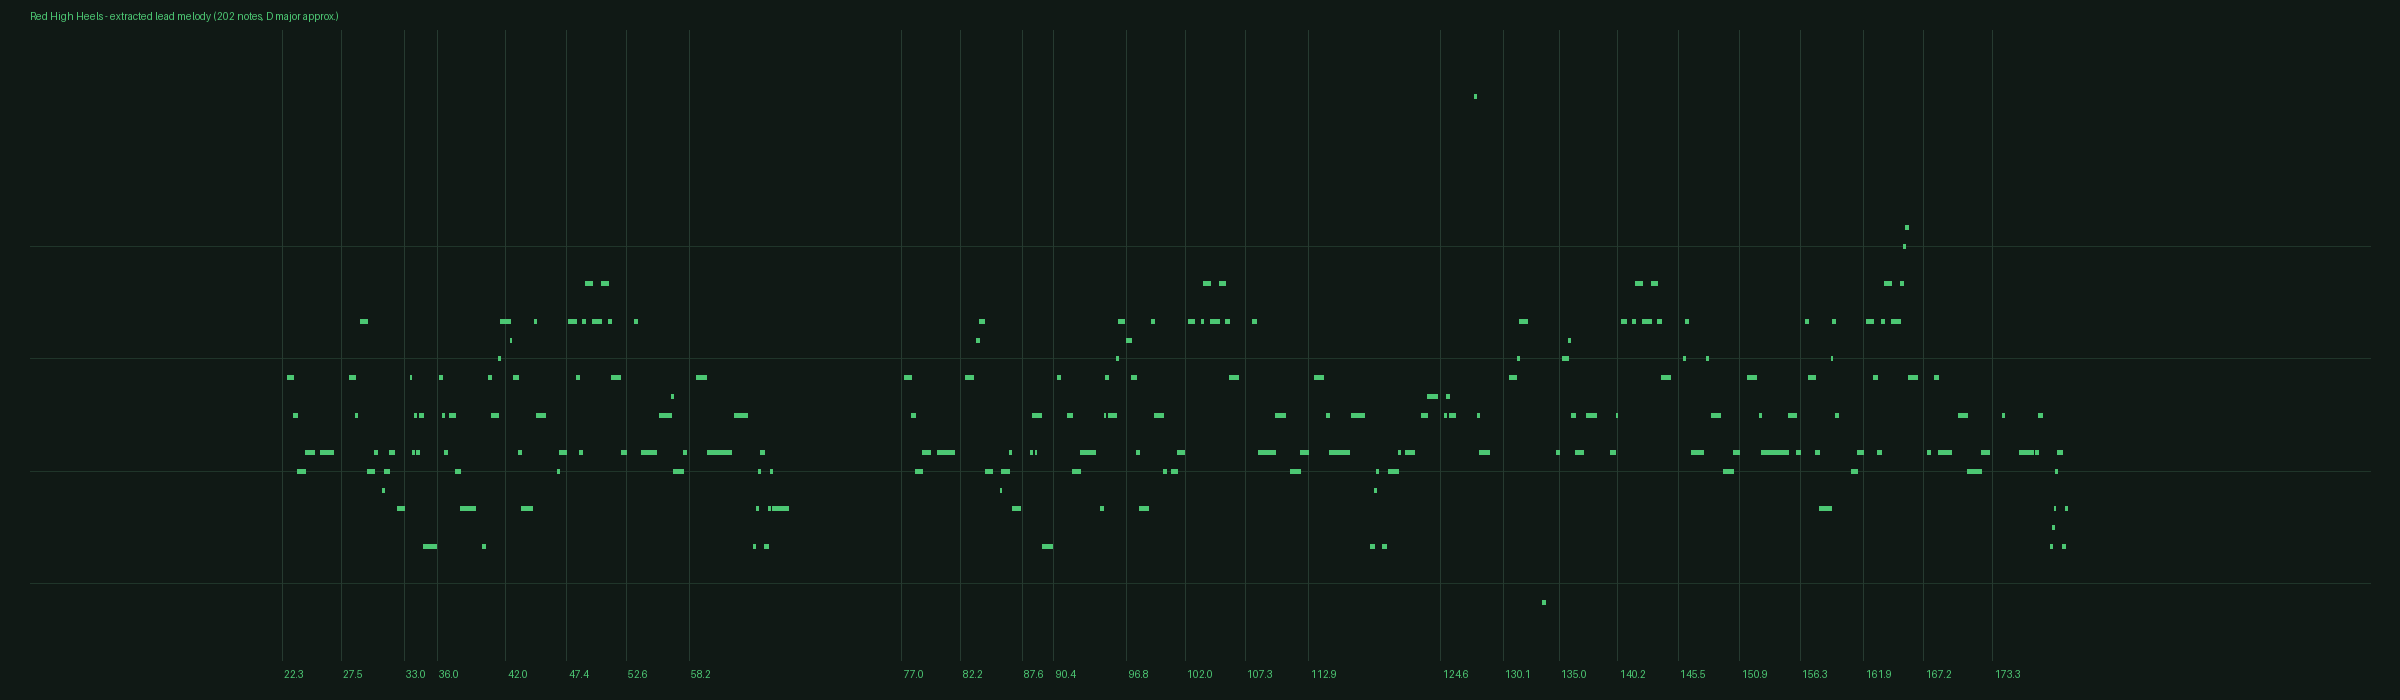 Red High Heels - extracted lead melody (202 notes, D major approx.)
22.3 27.5 33.0 36.0 42.0 47.4 52.6 58.2 77.0 82.2 87.6 90.4 96.8 102.0 107.3 112.9 124.6 130.1 135.0 140.2 145.5 150.9 156.3 161.9 167.2 173.3